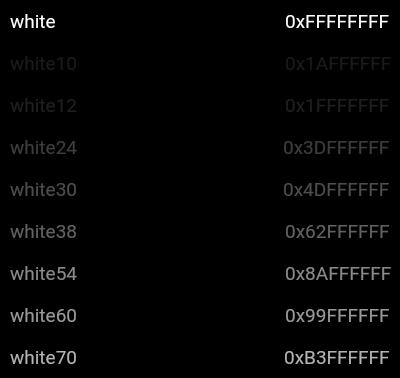 white 0xFFFFFFFF
white10 0x1AFFFFFF
white12 0x1FFFFFFF
white24 0x3DFFFFFF
white30 0x4DFFFFFF
white38 0x62FFFFFF
white54 0x8AFFFFFF
white60 0x99FFFFFF
white70 0xB3FFFFFF